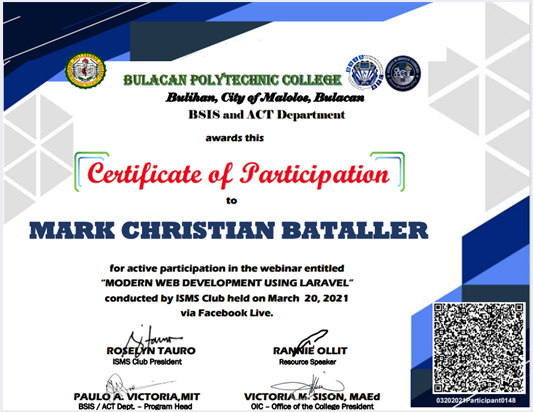 BULACAN POLYTECHNIC COLLEGE
Bulihan, City of Malolos, Bulacan
BSIS and ACT Department
awards this
Certificate of Participation
to
MARK CHRISTIAN BATALLER
for active participation in the webinar entitled
“MODERN WEB DEVELOPMENT USING LARAVEL”
conducted by ISMS Club held on March 20, 2021
via Facebook Live.
ROSELYN TAURO
ISMS Club President
RANNIE OLLIT
Resource Speaker
PAULO A. VICTORIA,MIT
BSIS / ACT Dept. – Program Head
VICTORIA M. SISON, MAEd
OIC – Office of the College President
03202021Participant0148